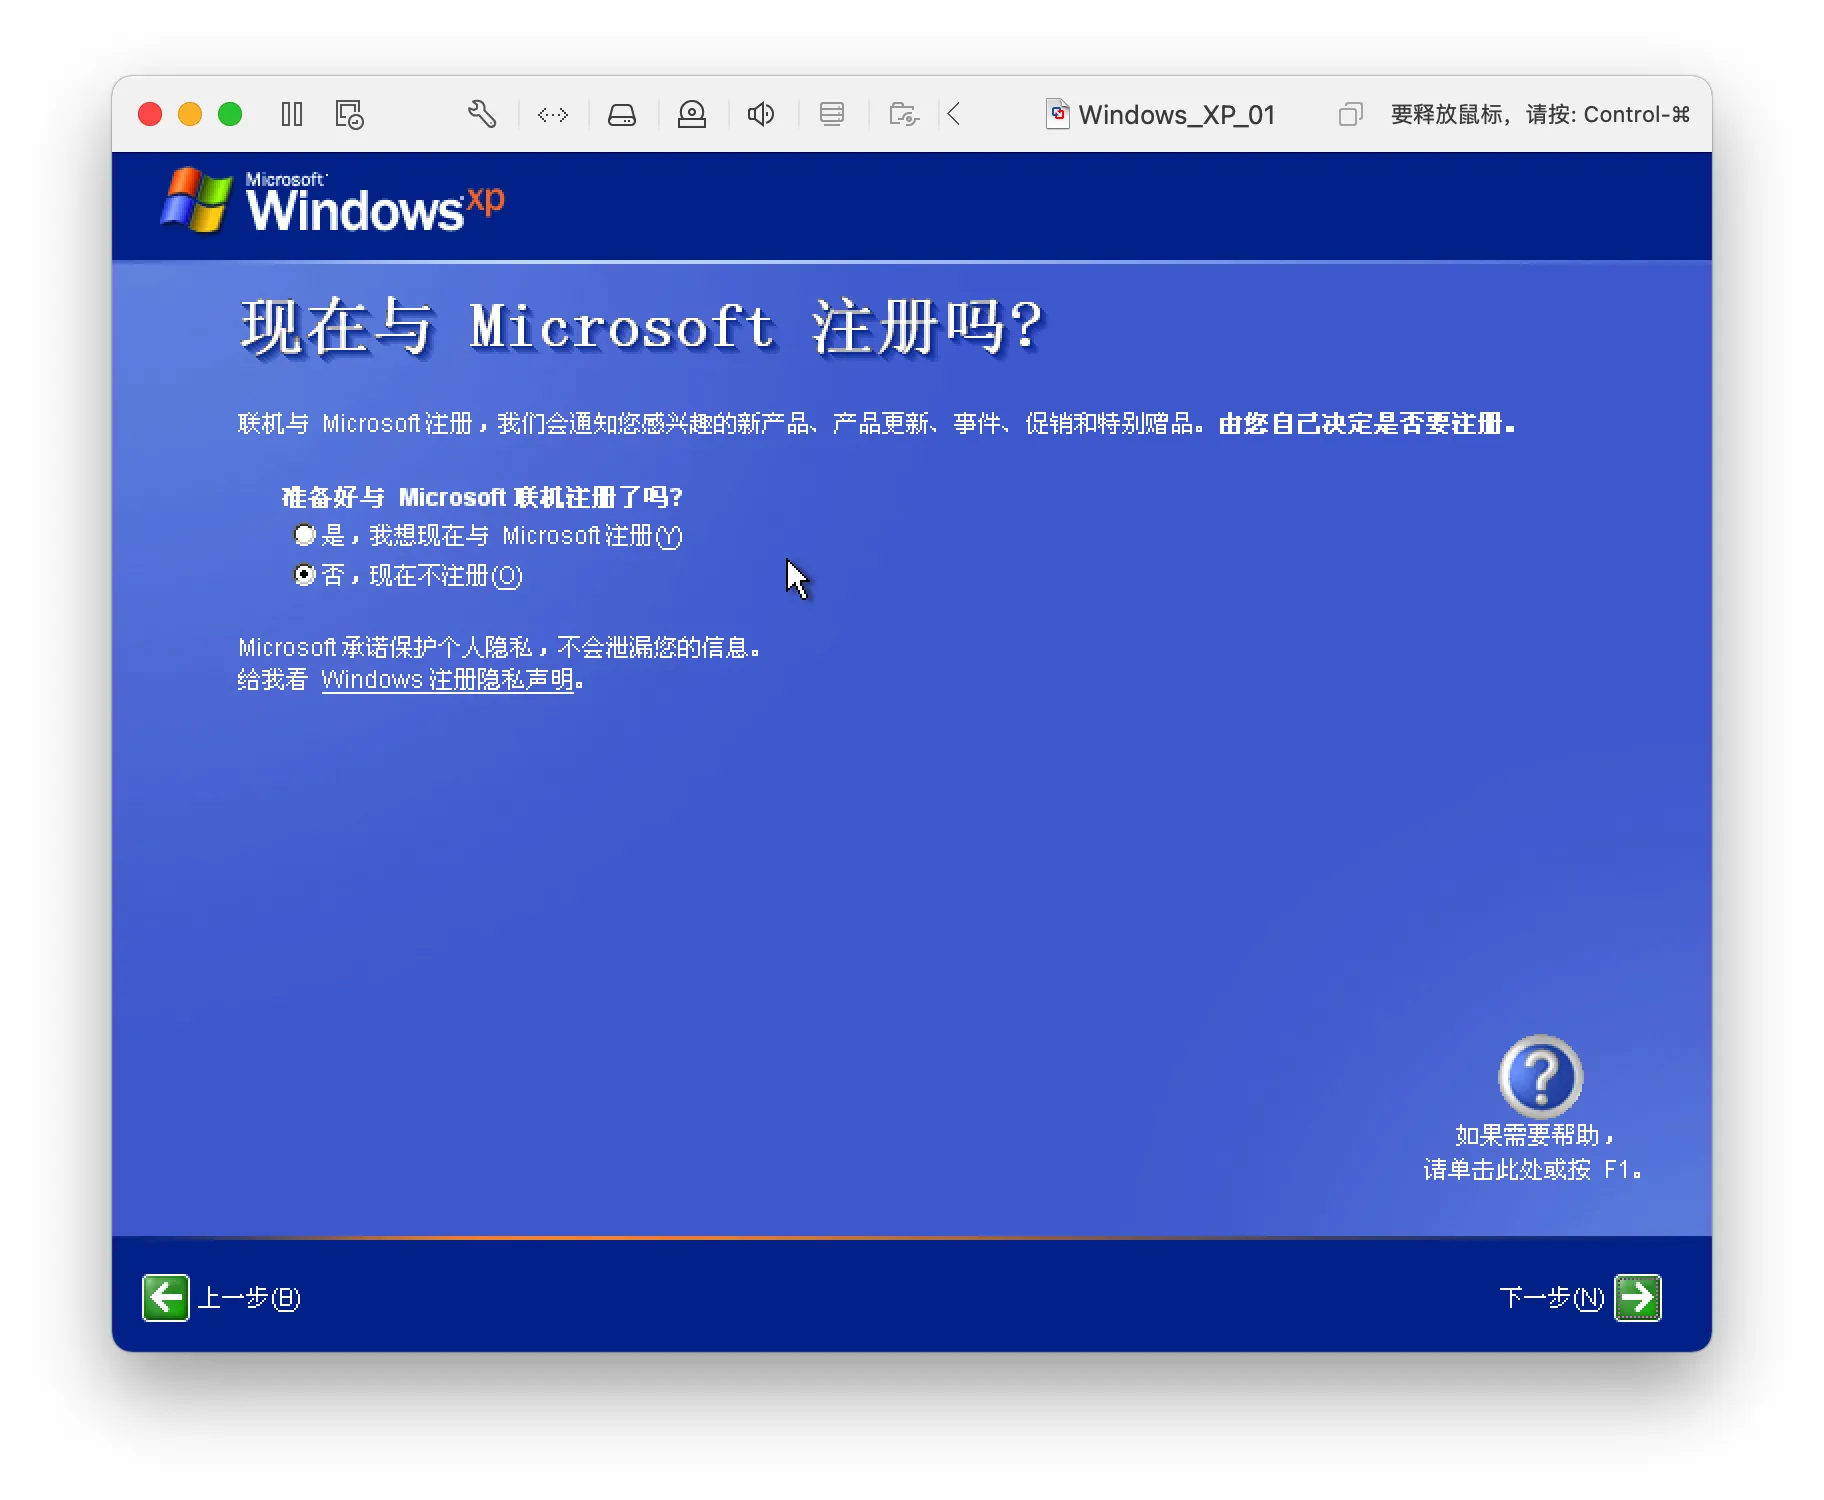 Windows_XP_01
要释放鼠标，请按: Control-⌘
Microsoft
Windows xp
现在与 Microsoft 注册吗?
联机与 Microsoft 注册，我们会通知您感兴趣的新产品、产品更新、事件、促销和特别赠品。由您自己决定是否要注册。
准备好与 Microsoft 联机注册了吗?
是，我想现在与 Microsoft 注册(Y)
否，现在不注册(O)
Microsoft 承诺保护个人隐私，不会泄漏您的信息。
给我看 Windows 注册隐私声明。
如果需要帮助，
请单击此处或按 F1。
上一步(B)
下一步(N)